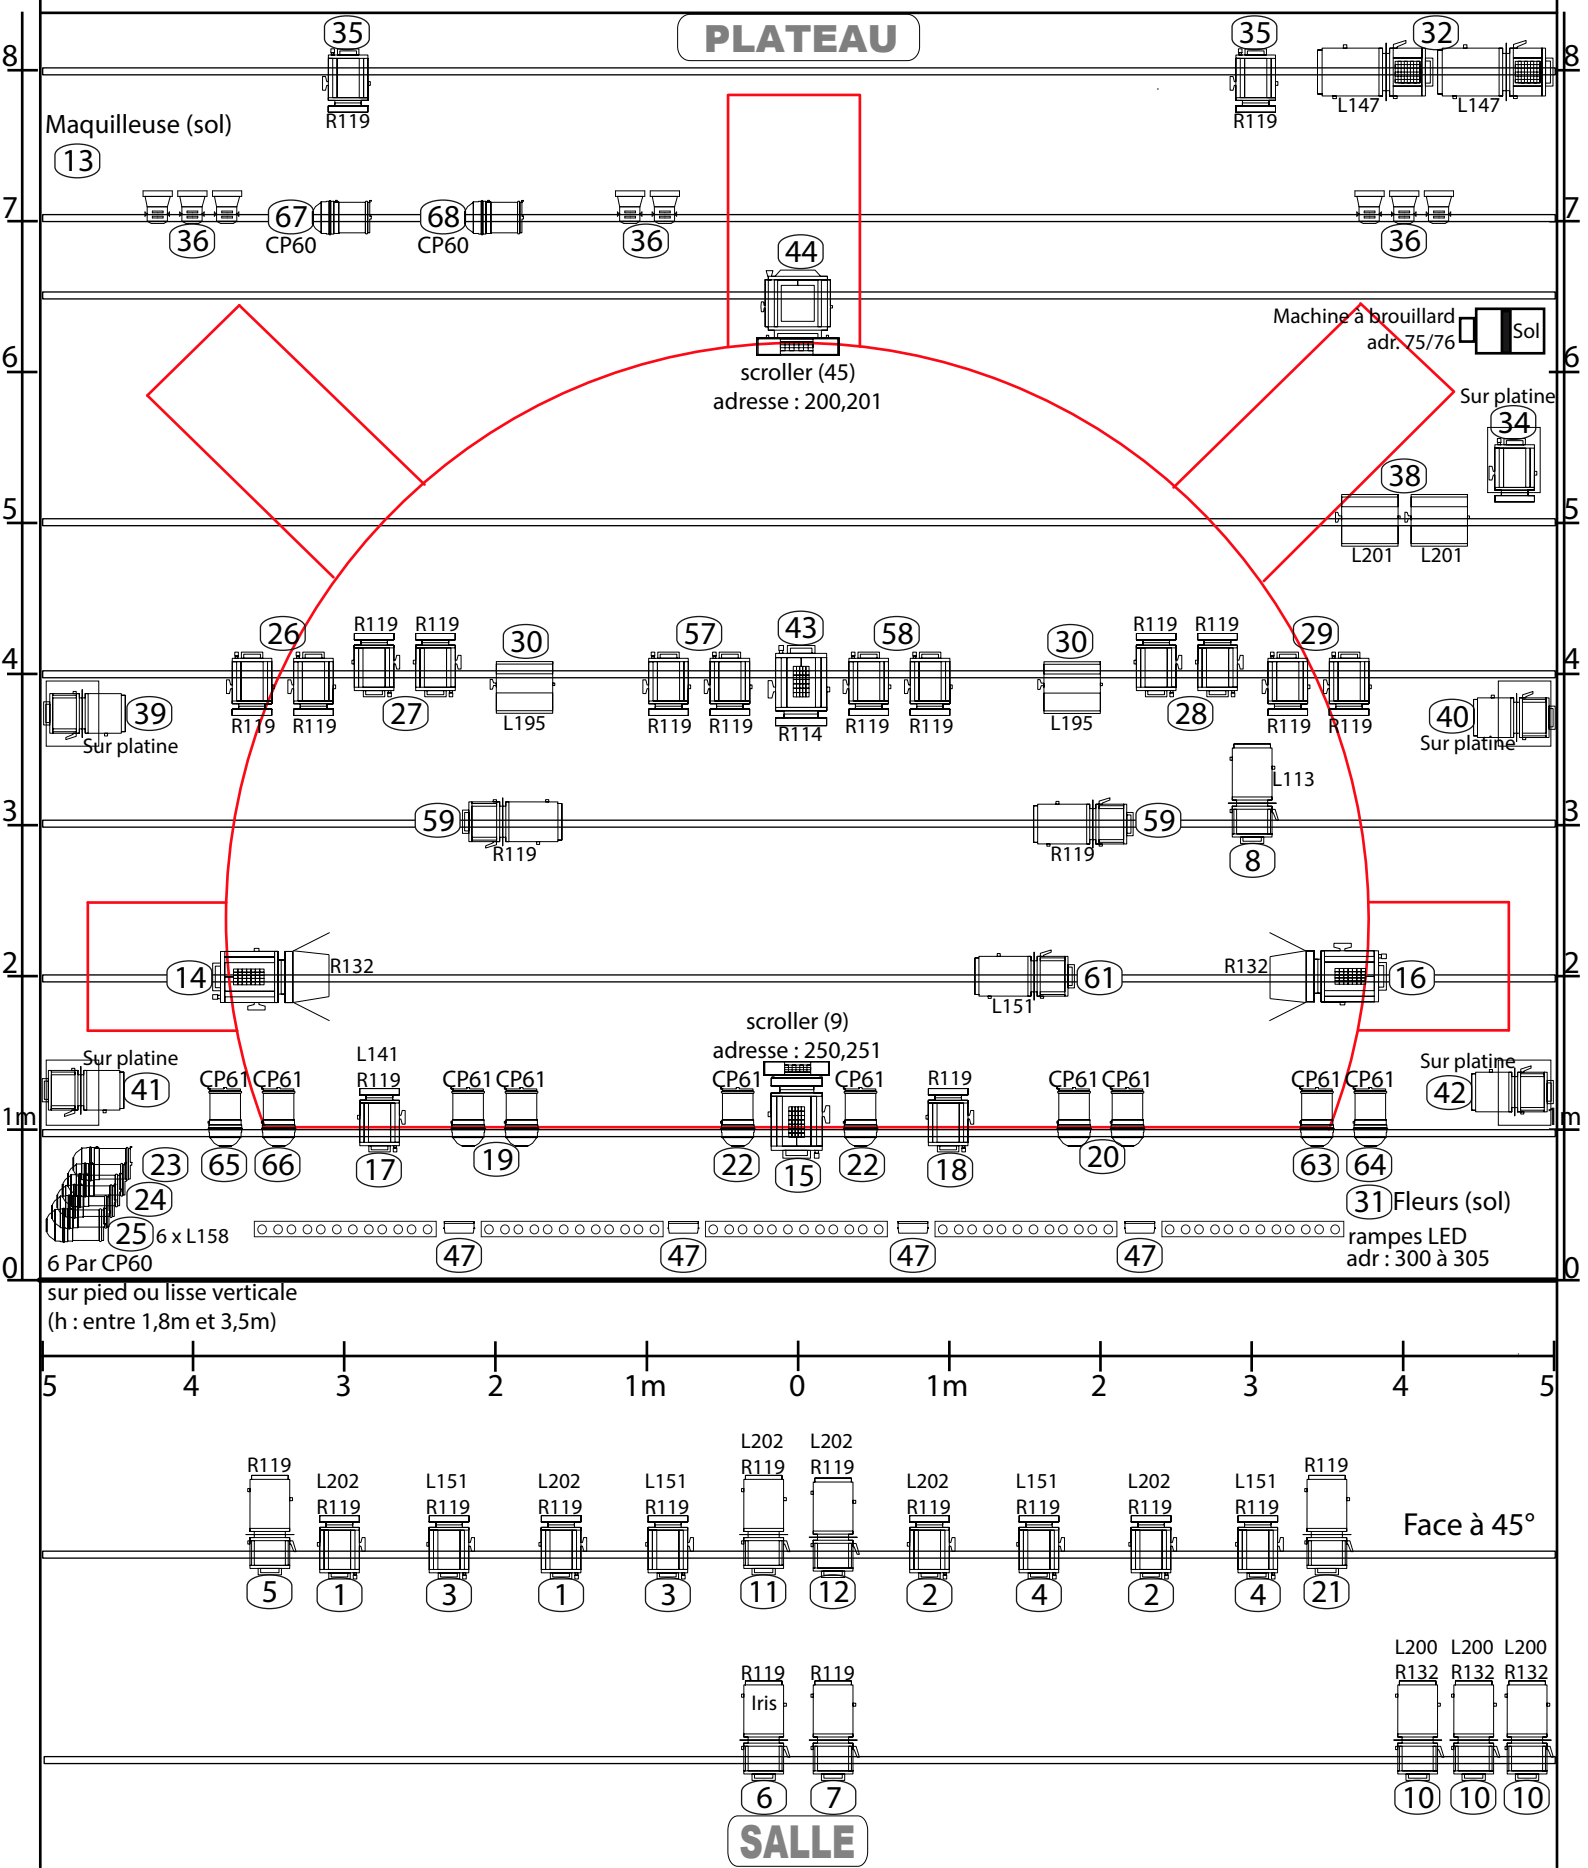 PLATEAU
35
35
32
8
8
R119
R119
L147
L147
Maquilleuse (sol)
13
7
7
67
68
36
CP60
CP60
36
36
44
Machine à brouillard
adr. 75/76
Sol
6
6
scroller (45)
adresse : 200,201
Sur platine
34
38
5
5
L201
L201
26
R119
R119
30
57
43
58
30
R119
R119
29
4
4
39
R119
R119
27
L195
R119
R119
R114
R119
R119
L195
28
R119
R119
40
Sur platine
Sur platine
L113
3
3
59
59
R119
R119
8
2
2
14
R132
61
R132
16
L151
scroller (9)
adresse : 250,251
Sur platine
L141
Sur platine
41
CP61
CP61
R119
CP61
CP61
CP61
CP61
R119
CP61
CP61
CP61
CP61
42
1m
1m
23
65
66
17
19
22
15
22
18
20
63
64
24
31
Fleurs (sol)
25
6 x L158
rampes LED
6 Par CP60
47
47
47
47
adr : 300 à 305
0
0
sur pied ou lisse verticale
(h : entre 1,8m et 3,5m)
5 4 3 2 1m 0 1m 2 3 4 5
L202
L202
R119
L202
L151
L202
L151
R119
R119
L202
L151
L202
L151
R119
R119
R119
R119
R119
R119
R119
R119
R119
Face à 45°
5
1
3
1
3
11
12
2
4
2
4
21
L200
L200
L200
R119
R119
R132
R132
R132
Iris
6
7
10
10
10
SALLE